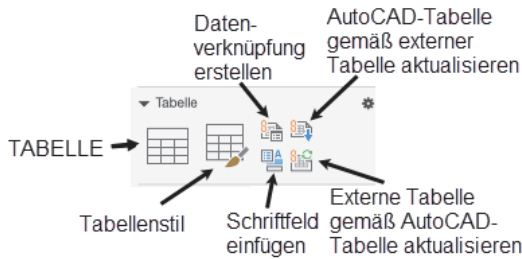 Daten-
verknüpfung
erstellen
AutoCAD-Tabelle
gemäß externer
Tabelle aktualisieren
Tabelle
TABELLE
Tabellenstil
Schriftfeld
einfügen
Externe Tabelle
gemäß AutoCAD-
Tabelle aktualisieren